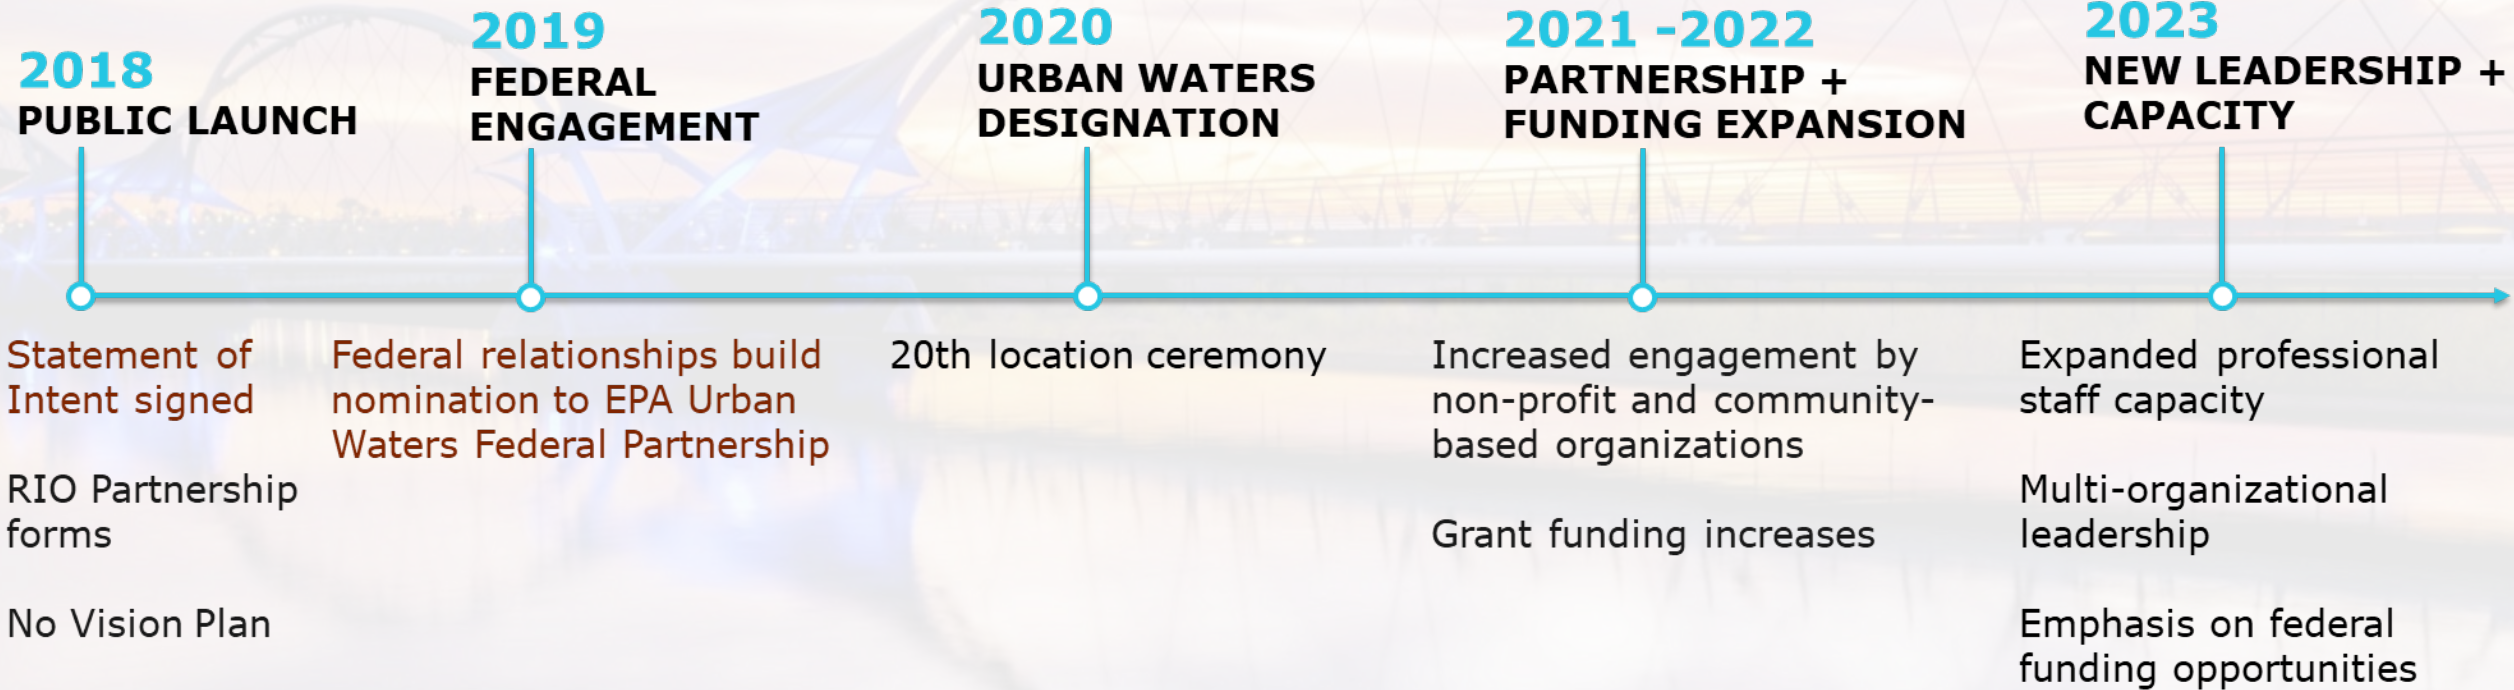 2018
PUBLIC LAUNCH
Statement of
Intent signed
RIO Partnership
forms
No Vision Plan
2019
FEDERAL
ENGAGEMENT
Federal relationships build
nomination to EPA Urban
Waters Federal Partnership
2020
URBAN WATERS
DESIGNATION
20th location ceremony
2021 -2022
PARTNERSHIP +
FUNDING EXPANSION
Increased engagement by
non-profit and community-
based organizations
Grant funding increases
2023
NEW LEADERSHIP +
CAPACITY
Expanded professional
staff capacity
Multi-organizational
leadership
Emphasis on federal
funding opportunities